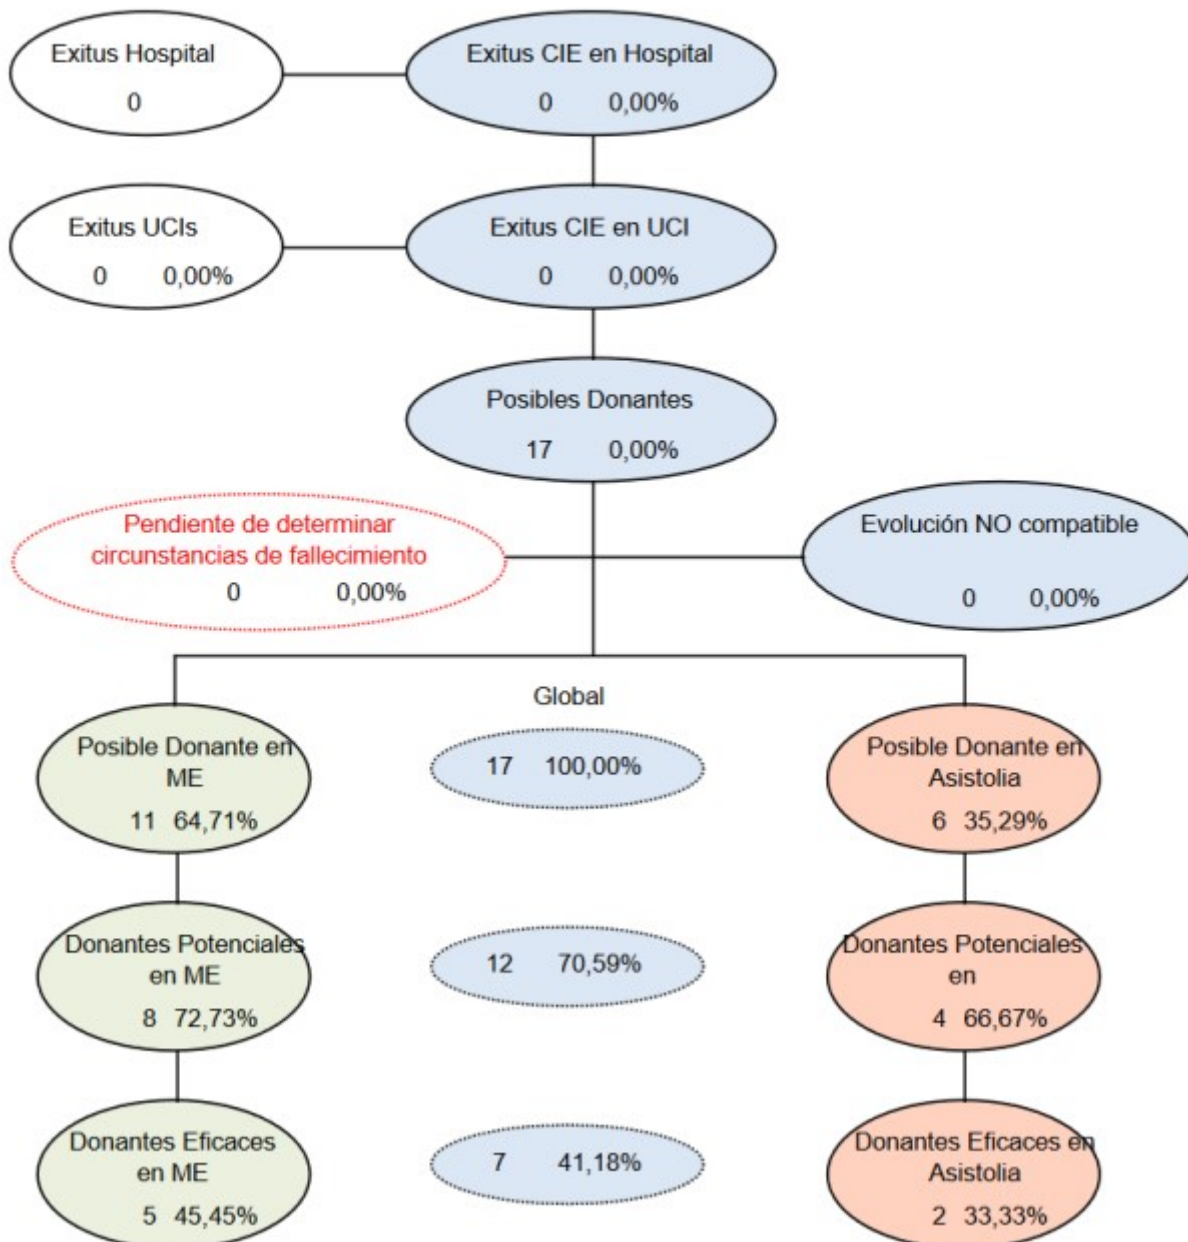 Exitus Hospital
0
Exitus CIE en Hospital
0 0,00%
Exitus UCIs
0 0,00%
Exitus CIE en UCI
0 0,00%
Posibles Donantes
17 0,00%
Pendiente de determinar
circunstancias de fallecimiento
0 0,00%
Evolución NO compatible
0 0,00%
Global
Posible Donante en
ME
11 64,71%
17 100,00%
Posible Donante en
Asistolia
6 35,29%
Donantes Potenciales
en ME
8 72,73%
12 70,59%
Donantes Potenciales
en
4 66,67%
Donantes Eficaces
en ME
5 45,45%
7 41,18%
Donantes Eficaces en
Asistolia
2 33,33%